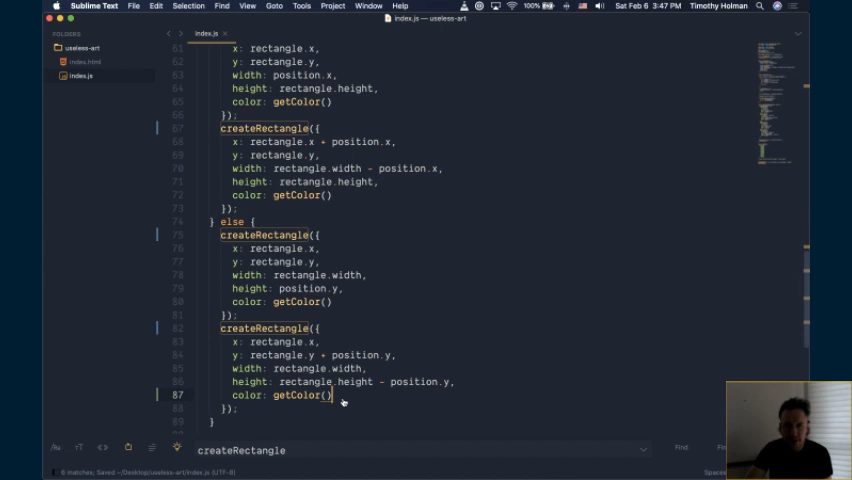 Sublime Text File Edit Selection Find View Goto Tools Project Window Help 100% Sat Feb 6 3:47 PM Timothy Holman
index.js — useless-art
FOLDERS
index.js
useless-art
index.html
index.js
61 x: rectangle.x,
62 y: rectangle.y,
63 width: position.x,
64 height: rectangle.height,
65 color: getColor()
66 });
67 createRectangle({
68 x: rectangle.x + position.x,
69 y: rectangle.y,
70 width: rectangle.width - position.x,
71 height: rectangle.height,
72 color: getColor()
73 });
74 } else {
75 createRectangle({
76 x: rectangle.x,
77 y: rectangle.y,
78 width: rectangle.width,
79 height: position.y,
80 color: getColor()
81 });
82 createRectangle({
83 x: rectangle.x,
84 y: rectangle.y + position.y,
85 width: rectangle.width,
86 height: rectangle.height - position.y,
87 color: getColor()
88 });
89 }
createRectangle
Find
6 matches; Saved ~/Desktop/useless-art/index.js (UTF-8)
Spaces